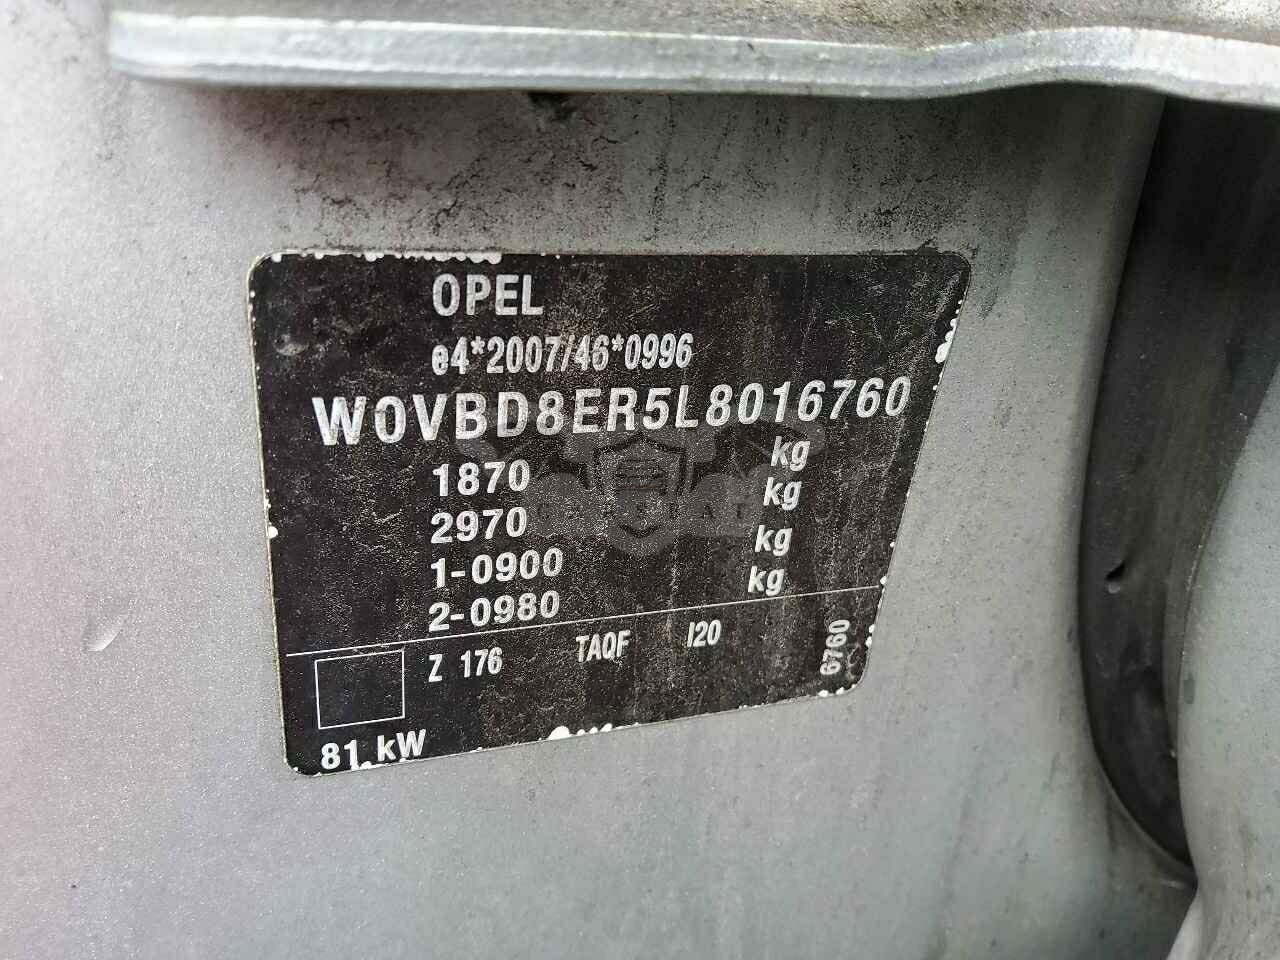 OPEL
e4*2007/46*0996
W0VBD8ER5L8016760
1870 kg
2970 kg
1-0900 kg
2-0980 kg
Z 176 TAQF I20 6760
81 kW